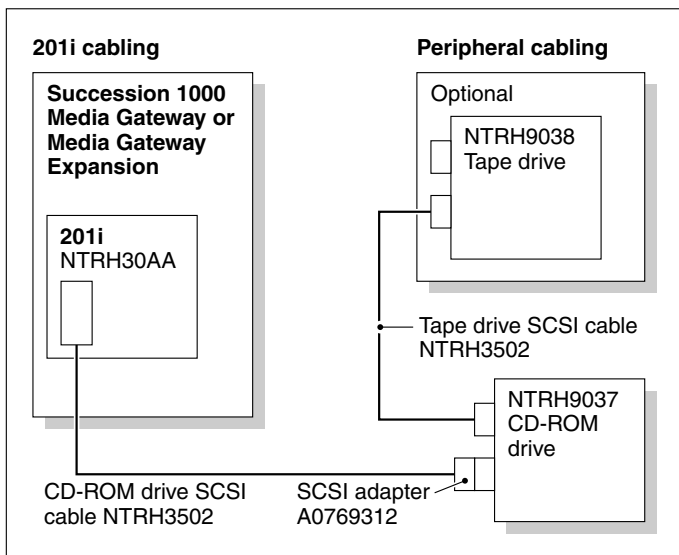 201i cabling
Succession 1000
Media Gateway or
Media Gateway
Expansion
201i
NTRH30AA
CD-ROM drive SCSI
cable NTRH3502
SCSI adapter
A0769312
Peripheral cabling
Optional
NTRH9038
Tape drive
Tape drive SCSI cable
NTRH3502
NTRH9037
CD-ROM
drive